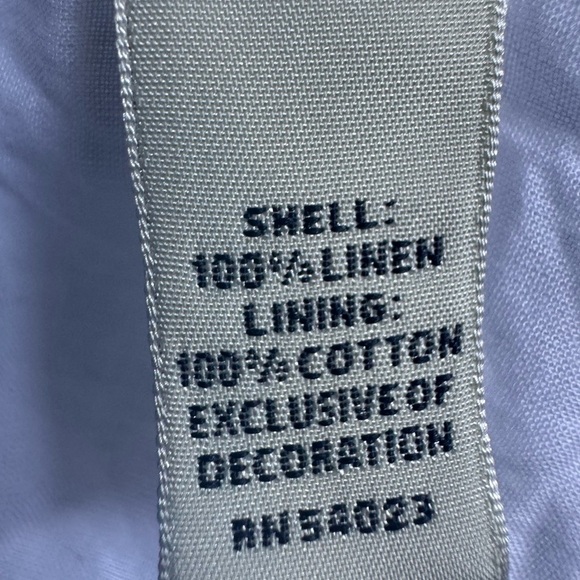 SHELL:
100% LINEN
LINING:
100% COTTON
EXCLUSIVE OF
DECORATION
RN 54023